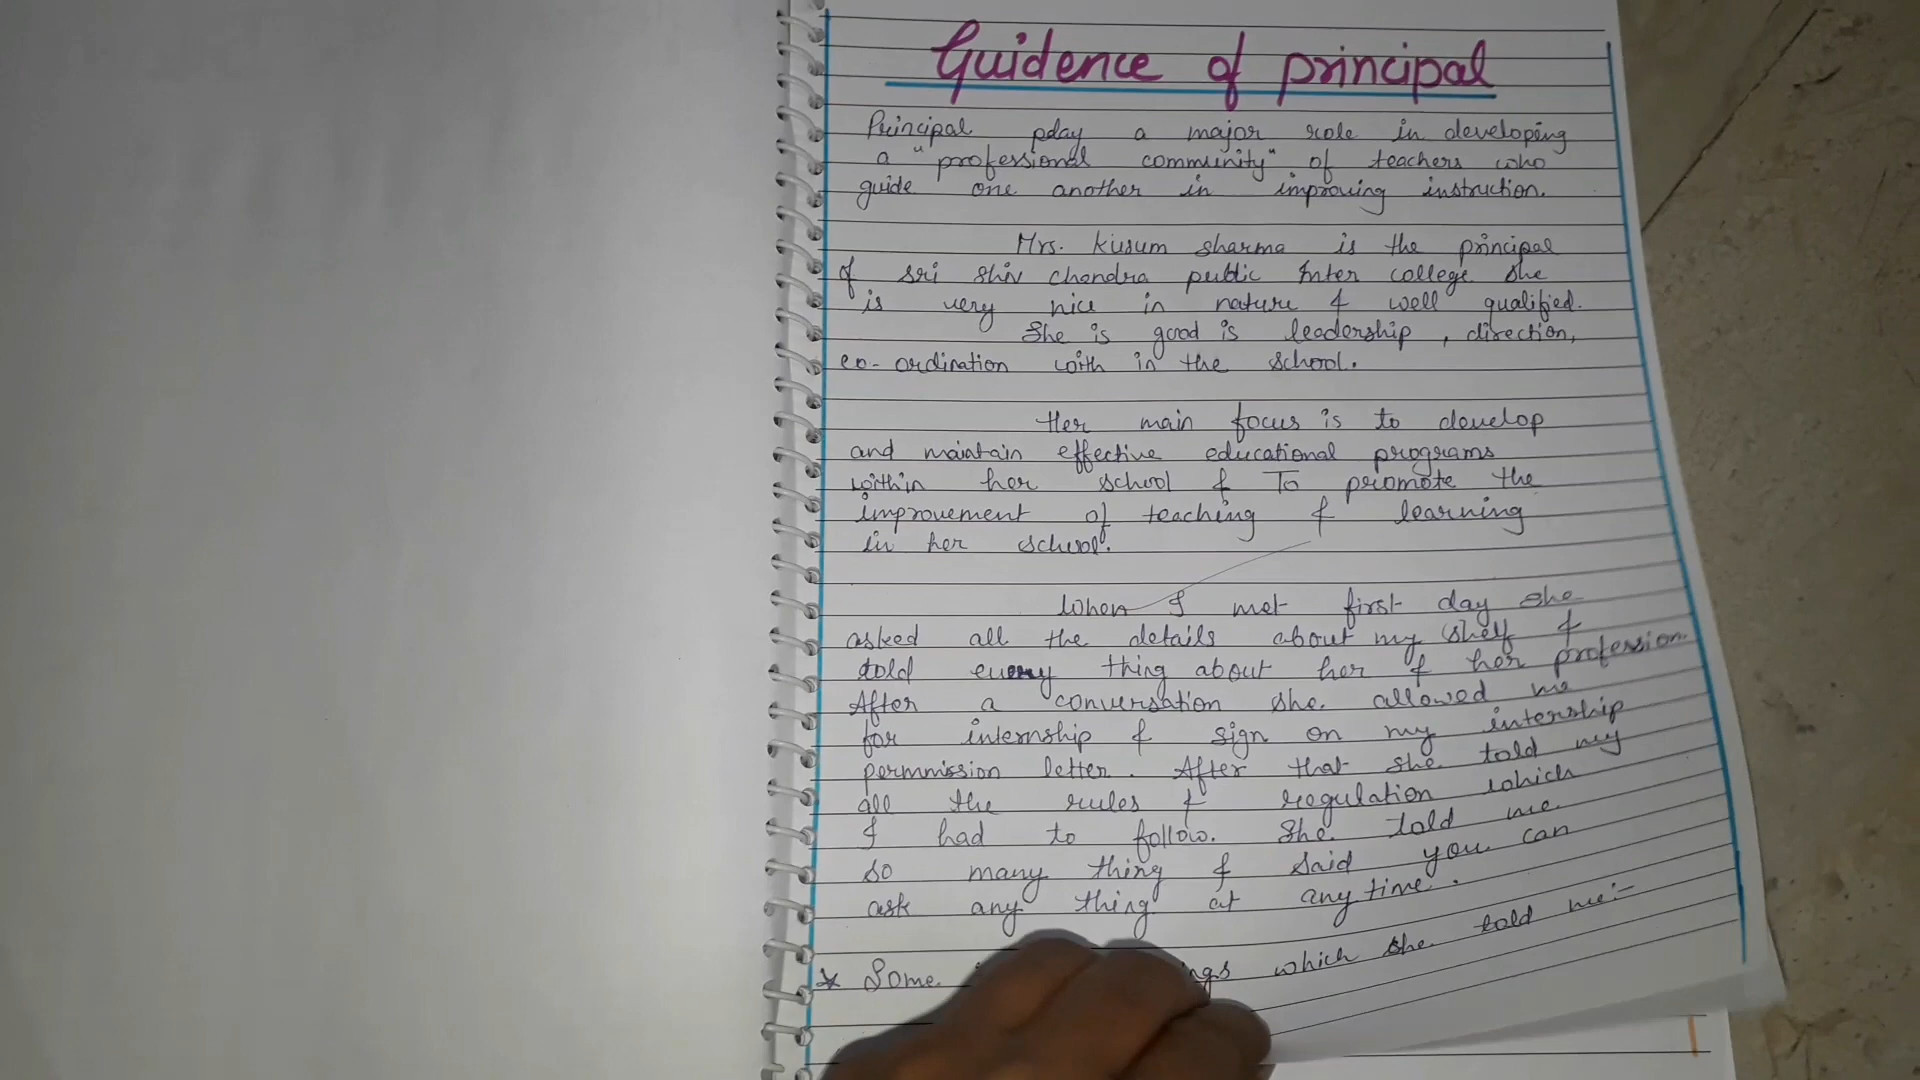 Guidence of principal
Principal pday a major role in developing
a "professional community" of teachers who
guide one another in improving instruction.
Mrs. Kusum sharma is the principal
of sri shiv chandra public Inter college. she
is very nice in nature & well qualified.
She is good is leadership, direction,
co-ordination with in the school.
Her main focus is to develop
and maintain effective educational programs
within her school & To promote the
improvement of teaching & learning
in her school.
When I met first day she
asked all the details about my shelf &
told every thing about her & her profession.
After a conversation she allowed me
for internship & sign on my intership
permmission letter. After that she told my
all the rules & regulation which
I had to follow. She told me
so many thing & said you can
ask any thing at any time.
* Some which she told me:-